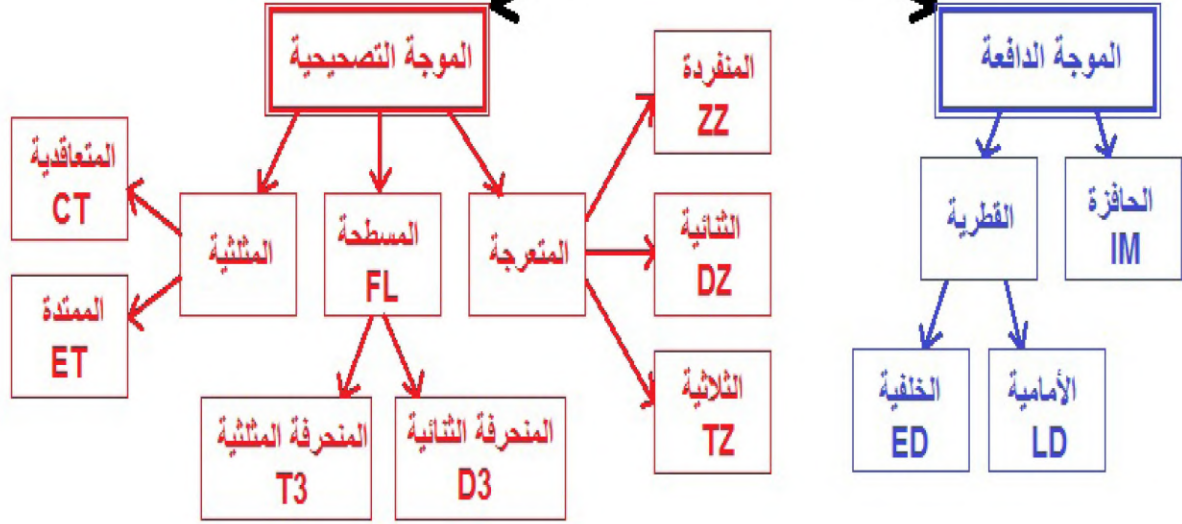 الموجة الدافعة
الحافزة
IM
القطرية
الأمامية
LD
الخلفية
ED
الموجة التصحيحية
المتعرجة
المنفردة
ZZ
الثنائية
DZ
الثلاثية
TZ
المسطحة
FL
المنحرفة الثنائية
D3
المنحرفة المثلثية
T3
المثلثية
المتعاقدية
CT
الممتدة
ET